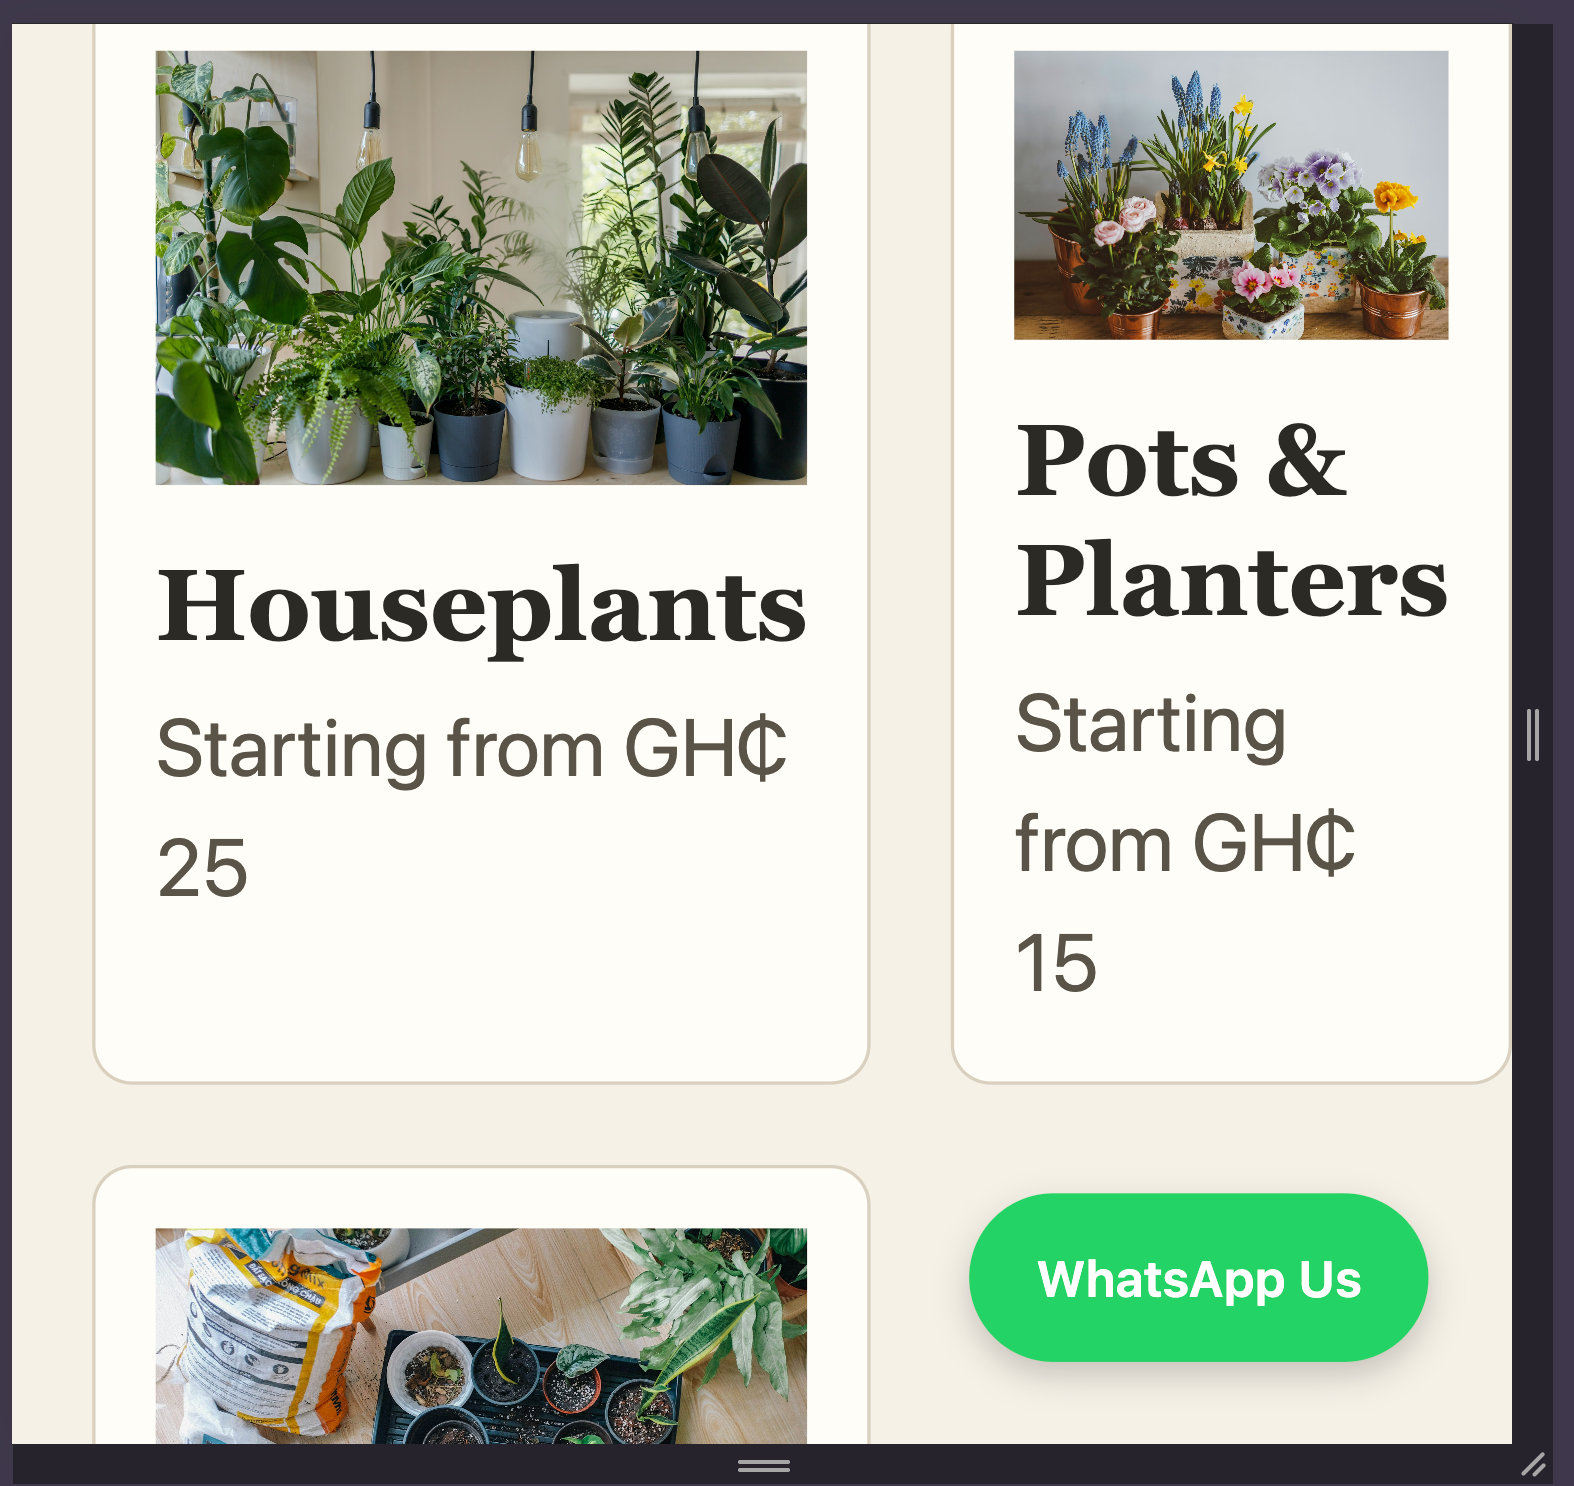 Houseplants
Starting from GH₵
25
Pots &
Planters
Starting
from GH₵
15
WhatsApp Us